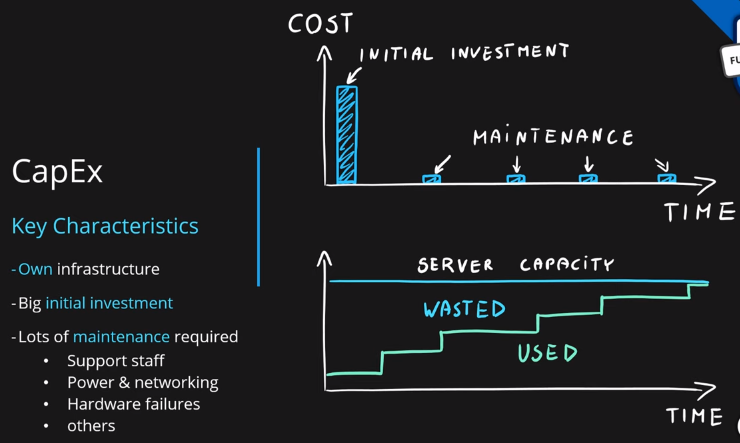 CapEx
Key Characteristics
-Own infrastructure
-Big initial investment
-Lots of maintenance required
• Support staff
• Power & networking
• Hardware failures
• others
COST
INITIAL INVESTMENT
MAINTENANCE
TIME
SERVER CAPACITY
WASTED
USED
TIME
FU